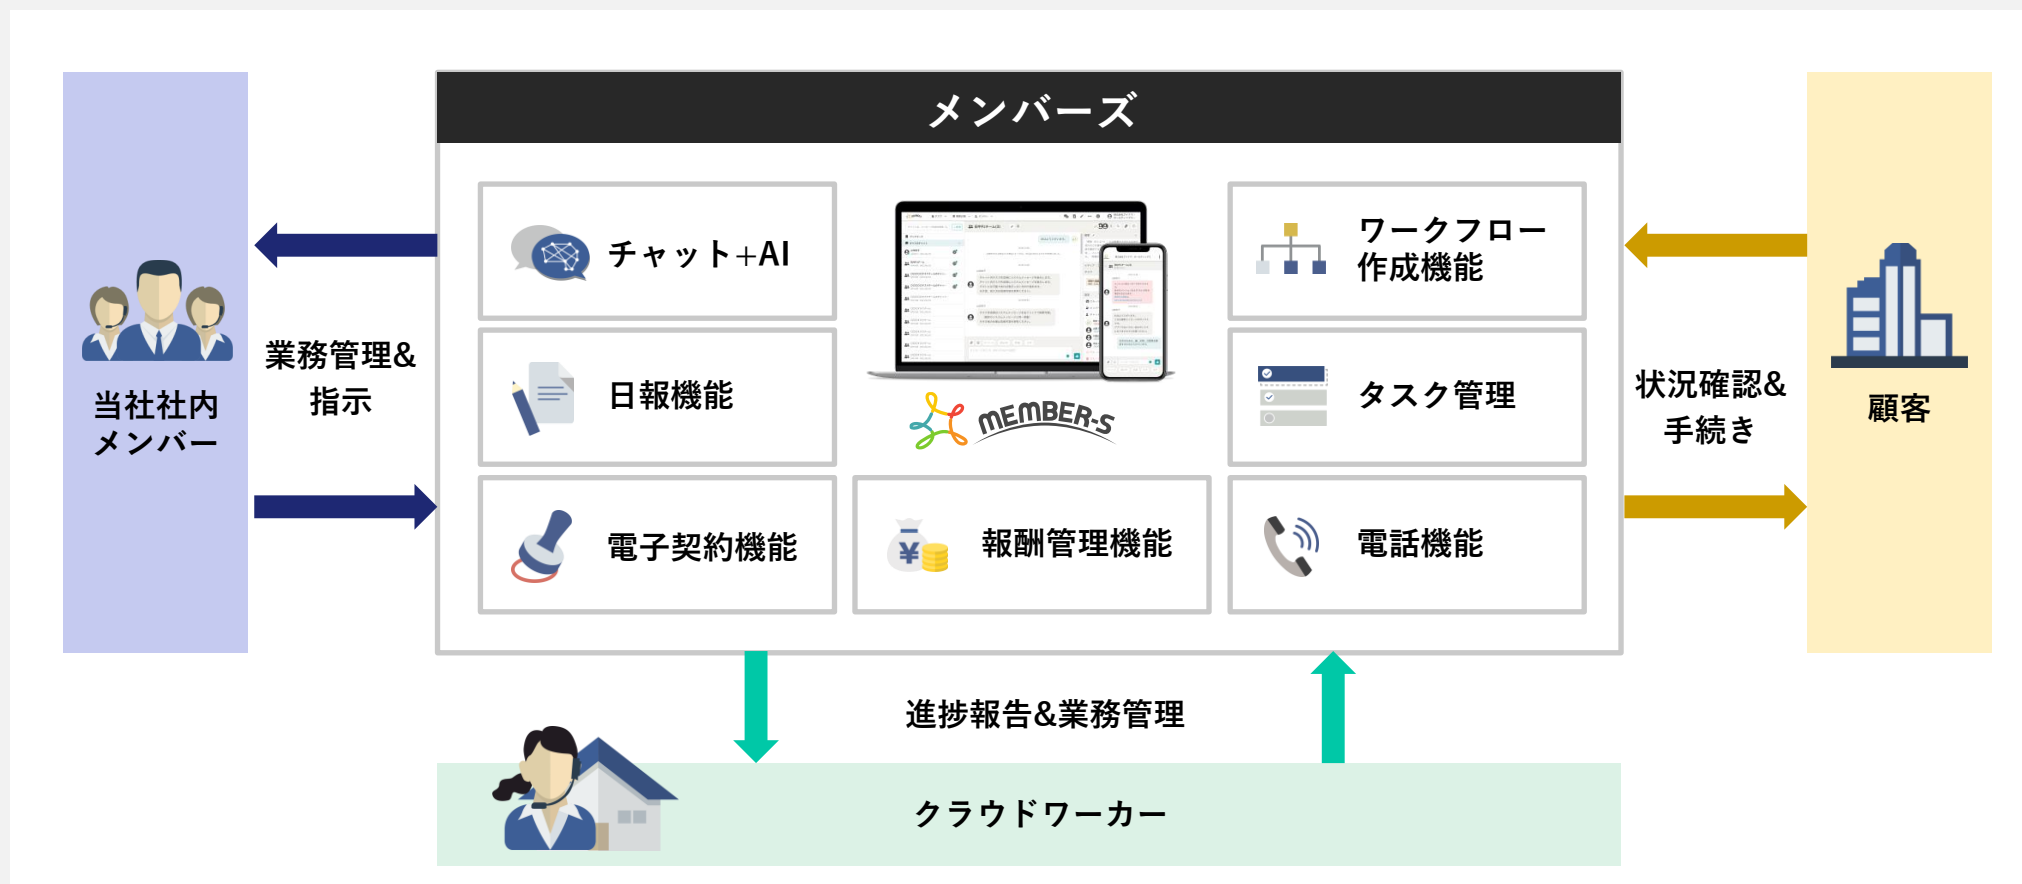 メンバーズ
チャット+AI
ワークフロー
作成機能
業務管理&
指示
当社社内
メンバー
日報機能
MEMBER-S
タスク管理
状況確認&
手続き
顧客
電子契約機能
報酬管理機能
電話機能
進捗報告&業務管理
クラウドワーカー